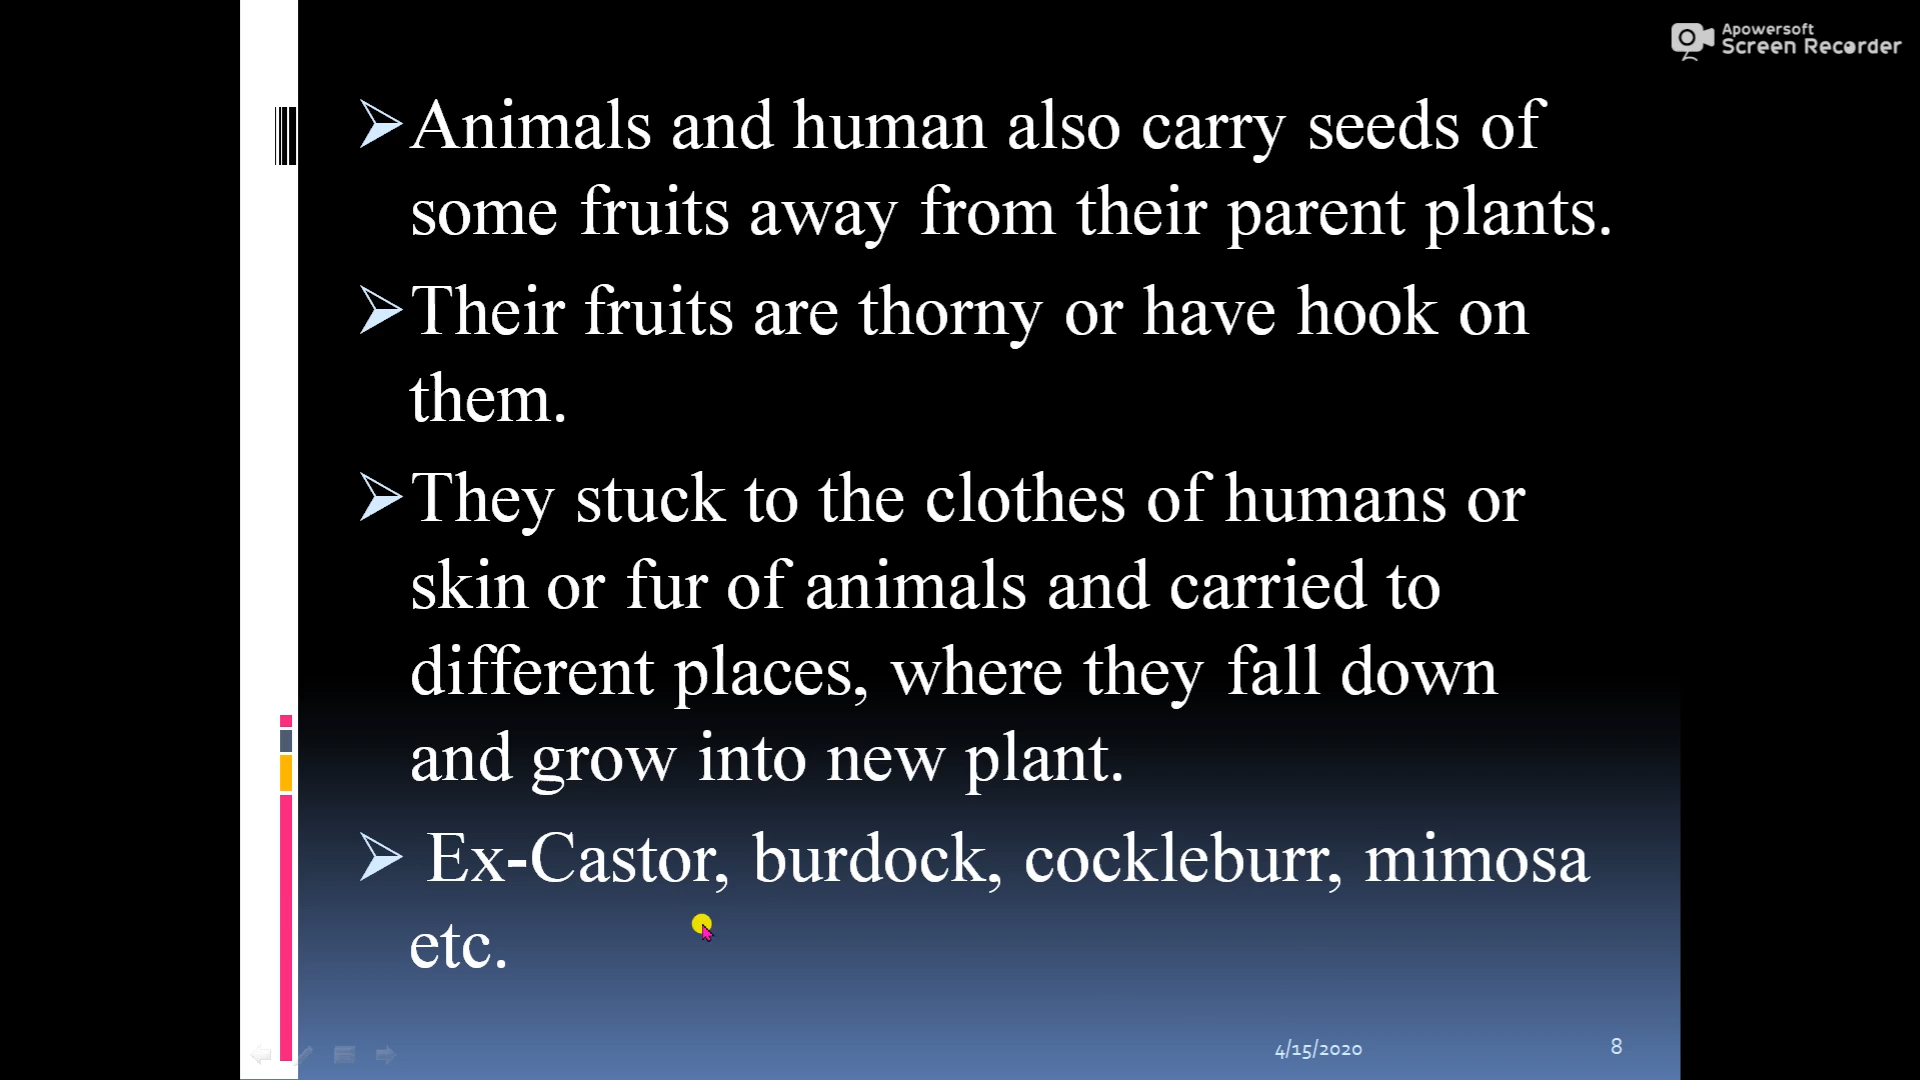 Apowersoft
Screen Recorder
Animals and human also carry seeds of
some fruits away from their parent plants.
Their fruits are thorny or have hook on
them.
They stuck to the clothes of humans or
skin or fur of animals and carried to
different places, where they fall down
and grow into new plant.
Ex-Castor, burdock, cockleburr, mimosa
etc.
4/15/2020
8